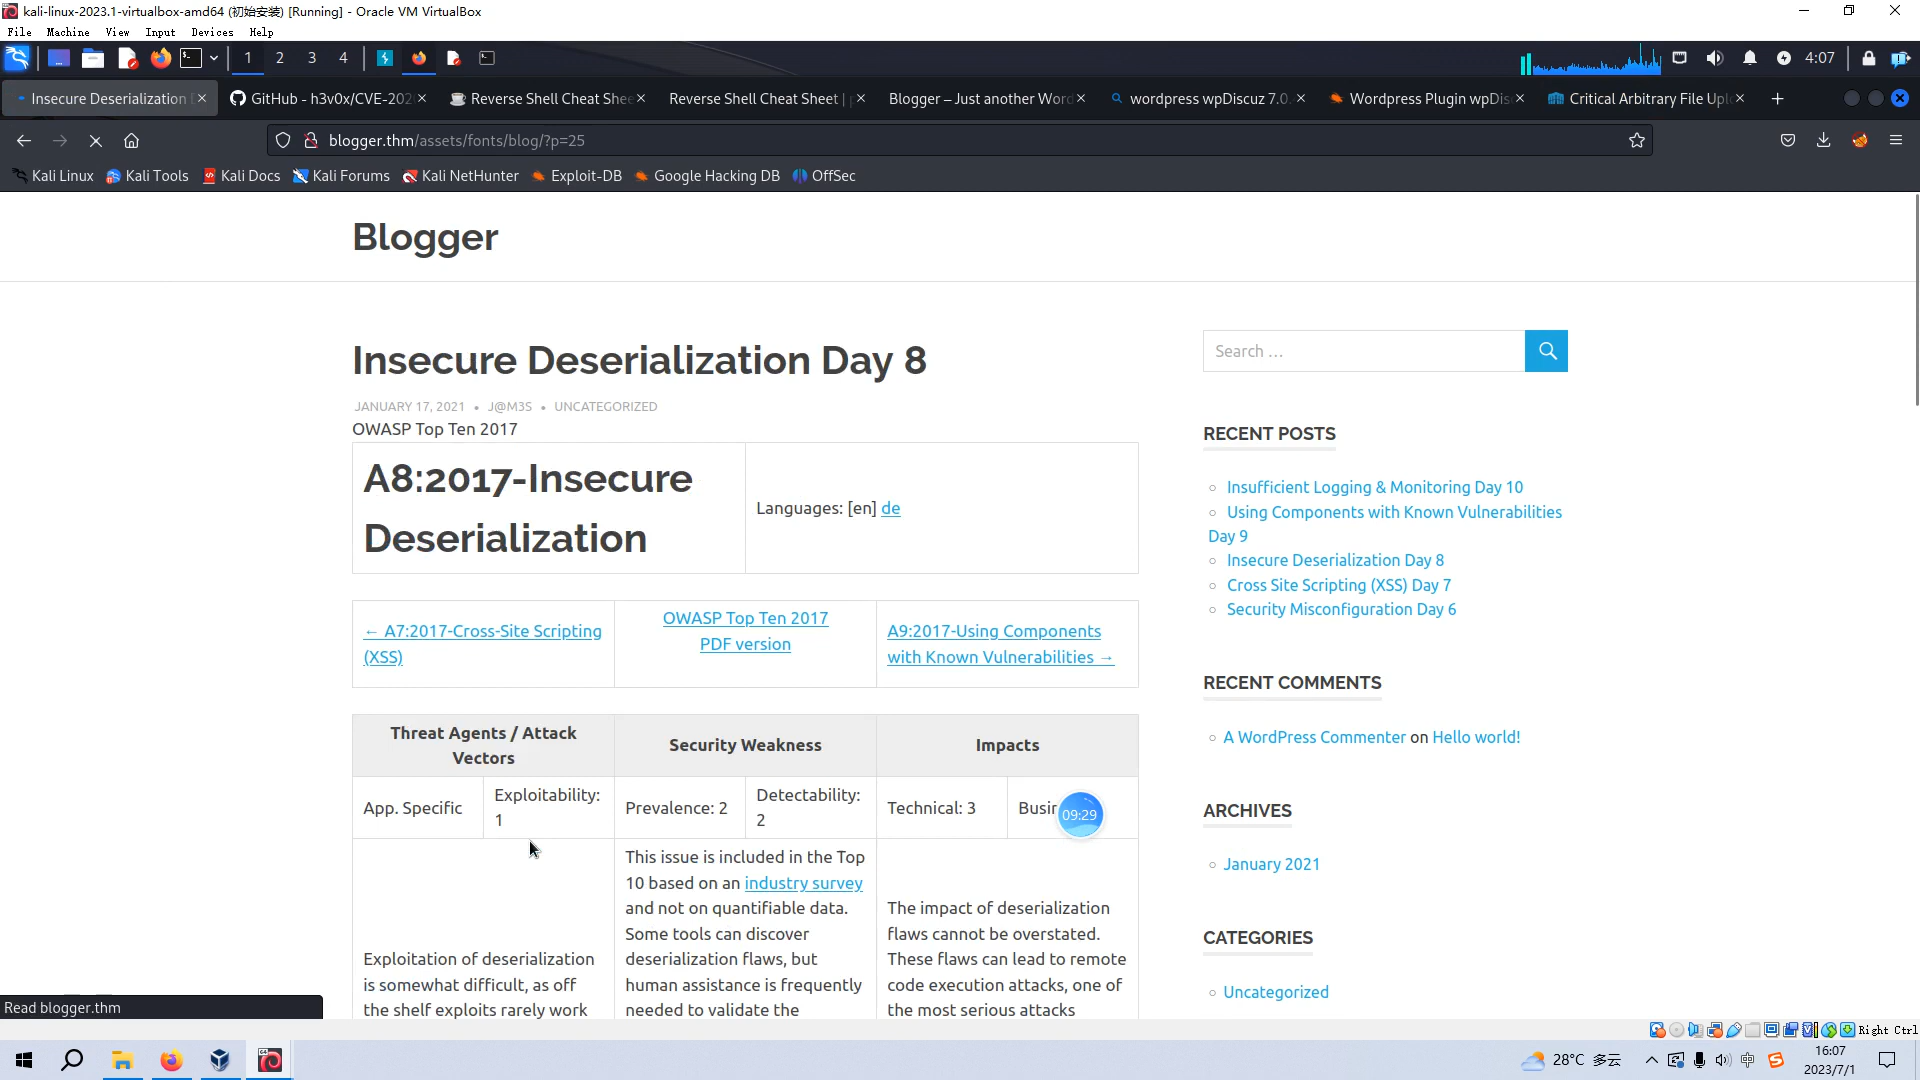 kali-linux-2023.1-virtualbox-amd64 (初始安装) [Running] - Oracle VM VirtualBox
File Machine View Input Devices Help
1 2 3 4 4:07
Insecure Deserialization GitHub - h3v0x/CVE-202 Reverse Shell Cheat She Reverse Shell Cheat Sheet | Blogger – Just another Word wordpress wpDiscuz 7.0. Wordpress Plugin wpDis Critical Arbitrary File Upl
blogger.thm/assets/fonts/blog/?p=25
Kali Linux Kali Tools Kali Docs Kali Forums Kali NetHunter Exploit-DB Google Hacking DB OffSec
Blogger
Insecure Deserialization Day 8
JANUARY 17, 2021 • J@M3S • UNCATEGORIZED
OWASP Top Ten 2017
A8:2017-Insecure
Deserialization
Languages: [en] de
← A7:2017-Cross-Site Scripting
(XSS)
OWASP Top Ten 2017
PDF version
A9:2017-Using Components
with Known Vulnerabilities →
Threat Agents / Attack
Vectors
Security Weakness
Impacts
App. Specific
Exploitability:
1
Prevalence: 2
Detectability:
2
Technical: 3
09:29
Exploitation of deserialization
is somewhat difficult, as off
the shelf exploits rarely work
This issue is included in the Top
10 based on an industry survey
and not on quantifiable data.
Some tools can discover
deserialization flaws, but
human assistance is frequently
needed to validate the
The impact of deserialization
flaws cannot be overstated.
These flaws can lead to remote
code execution attacks, one of
the most serious attacks
Search …
RECENT POSTS
Insufficient Logging & Monitoring Day 10
Using Components with Known Vulnerabilities
Day 9
Insecure Deserialization Day 8
Cross Site Scripting (XSS) Day 7
Security Misconfiguration Day 6
RECENT COMMENTS
A WordPress Commenter on Hello world!
ARCHIVES
January 2021
CATEGORIES
Uncategorized
Read blogger.thm
Right Ctrl
28°C 多云
中
16:07
2023/7/1